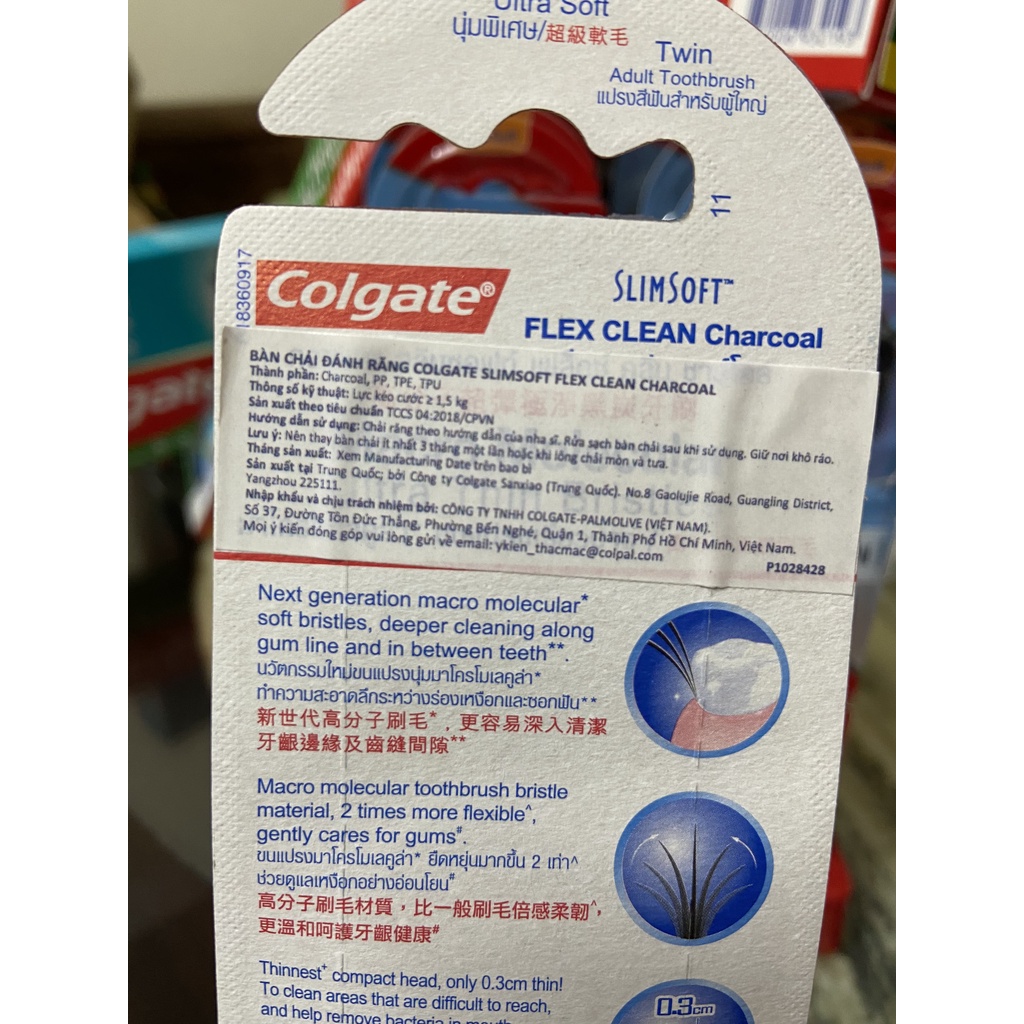 Ultra Soft
นุ่มพิเศษ/超級軟毛
Twin
Adult Toothbrush
แปรงสีฟันสำหรับผู้ใหญ่
11
18360917
Colgate®
SLIMSOFT™
FLEX CLEAN Charcoal
BÀN CHẢI ĐÁNH RĂNG COLGATE SLIMSOFT FLEX CLEAN CHARCOAL
Thành phần: Charcoal, PP, TPE, TPU
Thông số kỹ thuật: Lực kéo cước ≥ 1,5 kg
Sản xuất theo tiêu chuẩn TCCS 04:2018/CPVN
Hướng dẫn sử dụng: Chải răng theo hướng dẫn của nha sĩ. Rửa sạch bàn chải sau khi sử dụng. Giữ nơi khô ráo.
Lưu ý: Nên thay bàn chải ít nhất 3 tháng một lần hoặc khi lông chải mòn và tưa.
Tháng sản xuất: Xem Manufacturing Date trên bao bì
Sản xuất tại Trung Quốc; bởi Công ty Colgate Sanxiao (Trung Quốc). No.8 Gaolujie Road, Guangling District,
Yangzhou 225111.
Nhập khẩu và chịu trách nhiệm bởi: CÔNG TY TNHH COLGATE-PALMOLIVE (VIỆT NAM).
Số 37, Đường Tôn Đức Thắng, Phường Bến Nghé, Quận 1, Thành Phố Hồ Chí Minh, Việt Nam.
Mọi ý kiến đóng góp vui lòng gửi về email: ykien_thacmac@colpal.com
P1028428
Next generation macro molecular*
soft bristles, deeper cleaning along
gum line and in between teeth**.
นวัตกรรมใหม่ขนแปรงนุ่มมาโครโมเลกูล่า*
ทำความสะอาดลึกระหว่างร่องเหงือกและซอกฟัน**
新世代高分子刷毛*，更容易深入清潔
牙齦邊緣及齒縫間隙**
Macro molecular toothbrush bristle
material, 2 times more flexible^,
gently cares for gums#.
ขนแปรงมาโครโมเลกูล่า* ยืดหยุ่นมากขึ้น 2 เท่า^
ช่วยดูแลเหงือกอย่างอ่อนโยน#
高分子刷毛材質，比一般刷毛倍感柔韌^，
更溫和呵護牙齦健康#
Thinnest+ compact head, only 0.3cm thin!
To clean areas that are difficult to reach,
and help remove bacteria in mouth
0.3cm